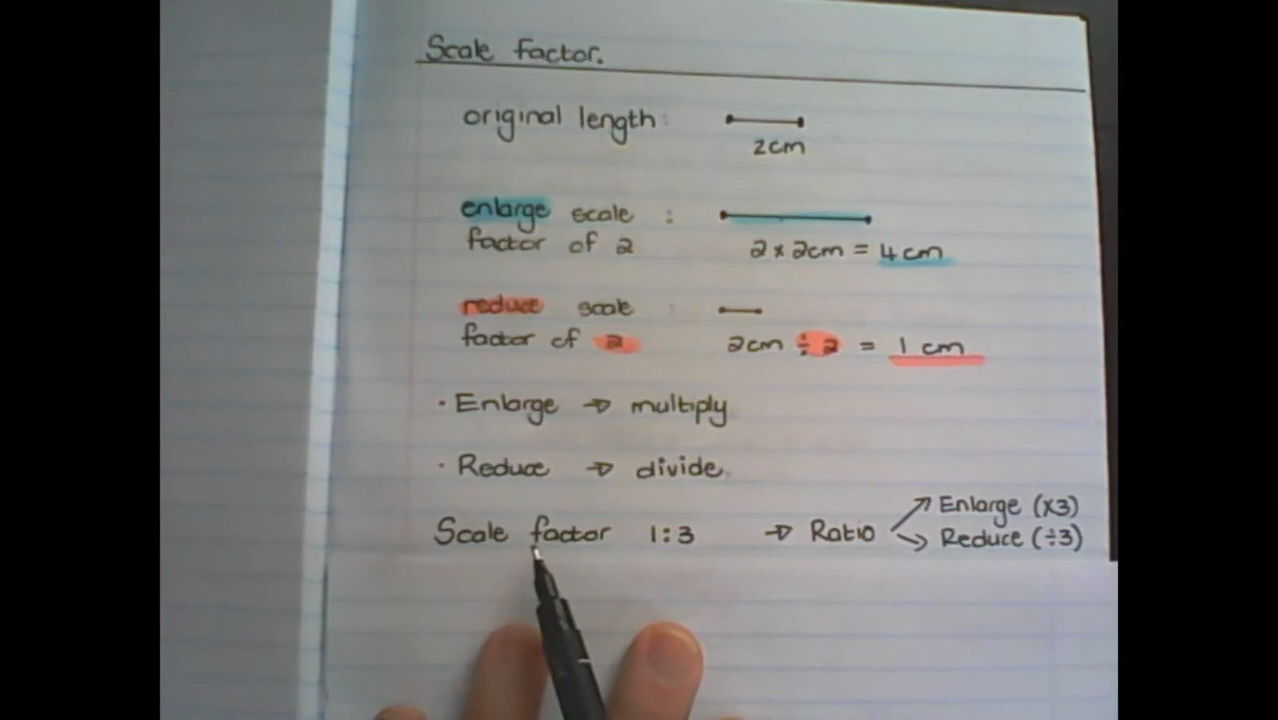 Scale factor.
original length :
2cm
enlarge scale :
factor of 2
2 × 2cm = 4cm
reduce scale :
factor of 2
2cm ÷ 2 = 1 cm
· Enlarge → multiply
· Reduce → divide.
Scale factor 1:3 → Ratio
Enlarge (×3)
Reduce (÷3)